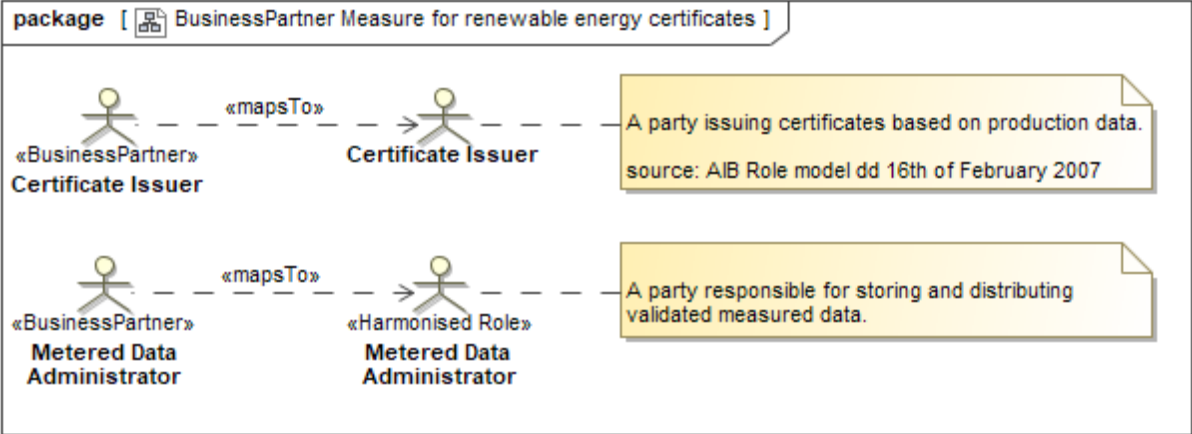 package [ BusinessPartner Measure for renewable energy certificates ]
«mapsTo»
«BusinessPartner»
Certificate Issuer
Certificate Issuer
A party issuing certificates based on production data.
source: AIB Role model dd 16th of February 2007
«mapsTo»
«BusinessPartner»
Metered Data
Administrator
«Harmonised Role»
Metered Data
Administrator
A party responsible for storing and distributing
validated measured data.